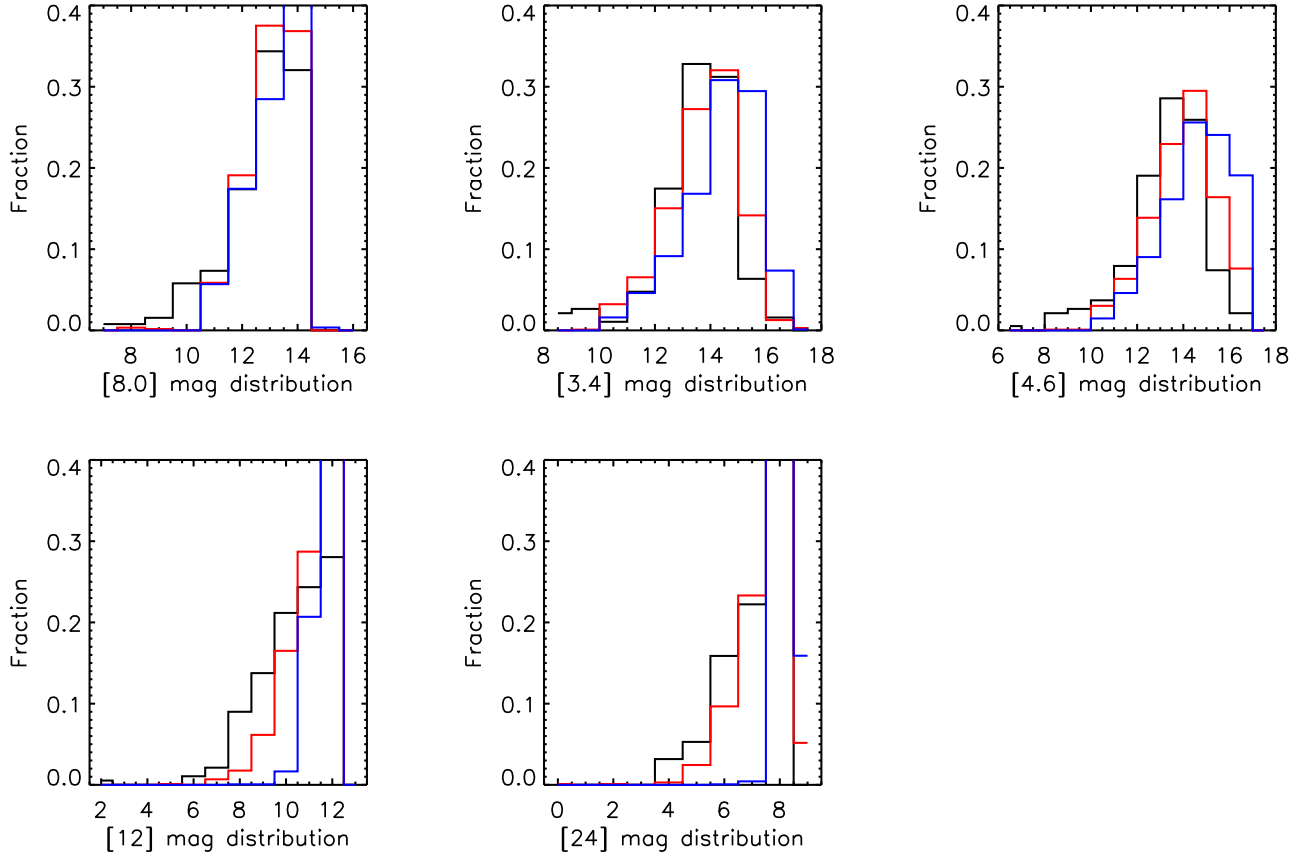 0.4
0.3
0.2
0.1
0.0
Fraction
8 10 12 14 16
[8.0] mag distribution
0.4
0.3
0.2
0.1
0.0
Fraction
8 10 12 14 16 18
[3.4] mag distribution
0.4
0.3
0.2
0.1
0.0
Fraction
6 8 10 12 14 16 18
[4.6] mag distribution
0.4
0.3
0.2
0.1
0.0
Fraction
2 4 6 8 10 12
[12] mag distribution
0.4
0.3
0.2
0.1
0.0
Fraction
0 2 4 6 8
[24] mag distribution